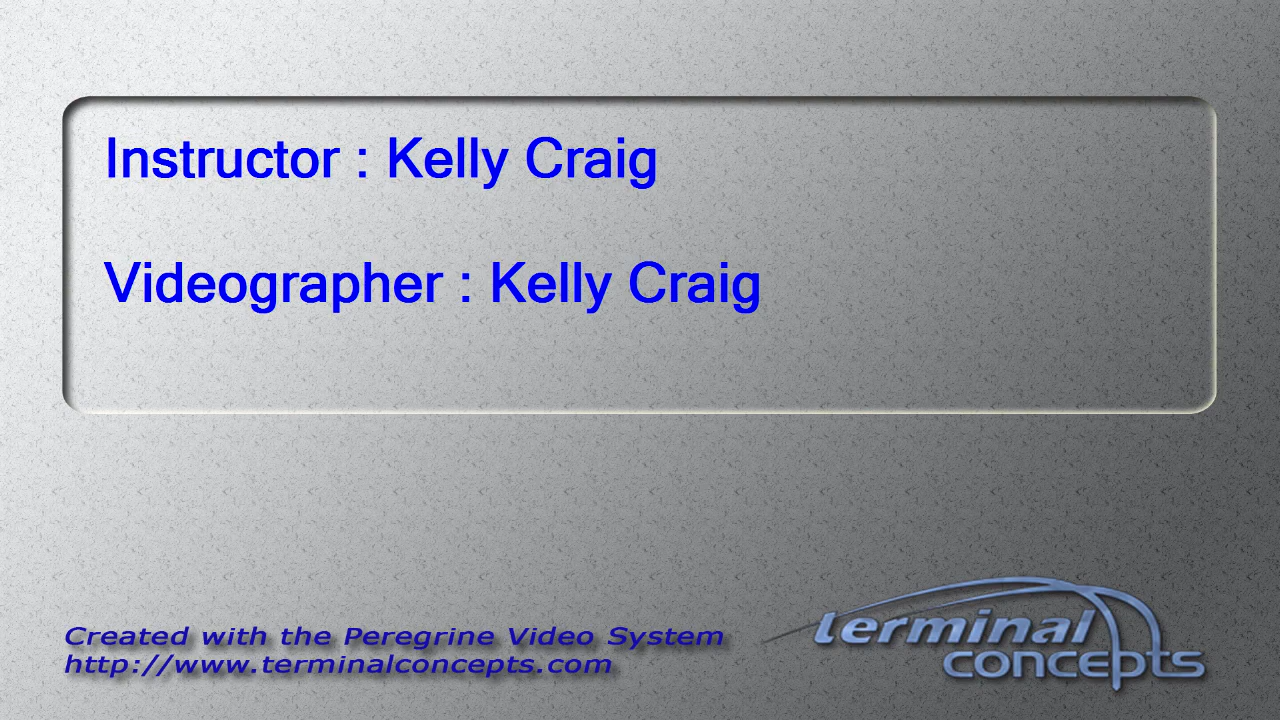 Instructor : Kelly Craig
Videographer : Kelly Craig
Created with the Peregrine Video System
http://www.terminalconcepts.com
terminal
concepts